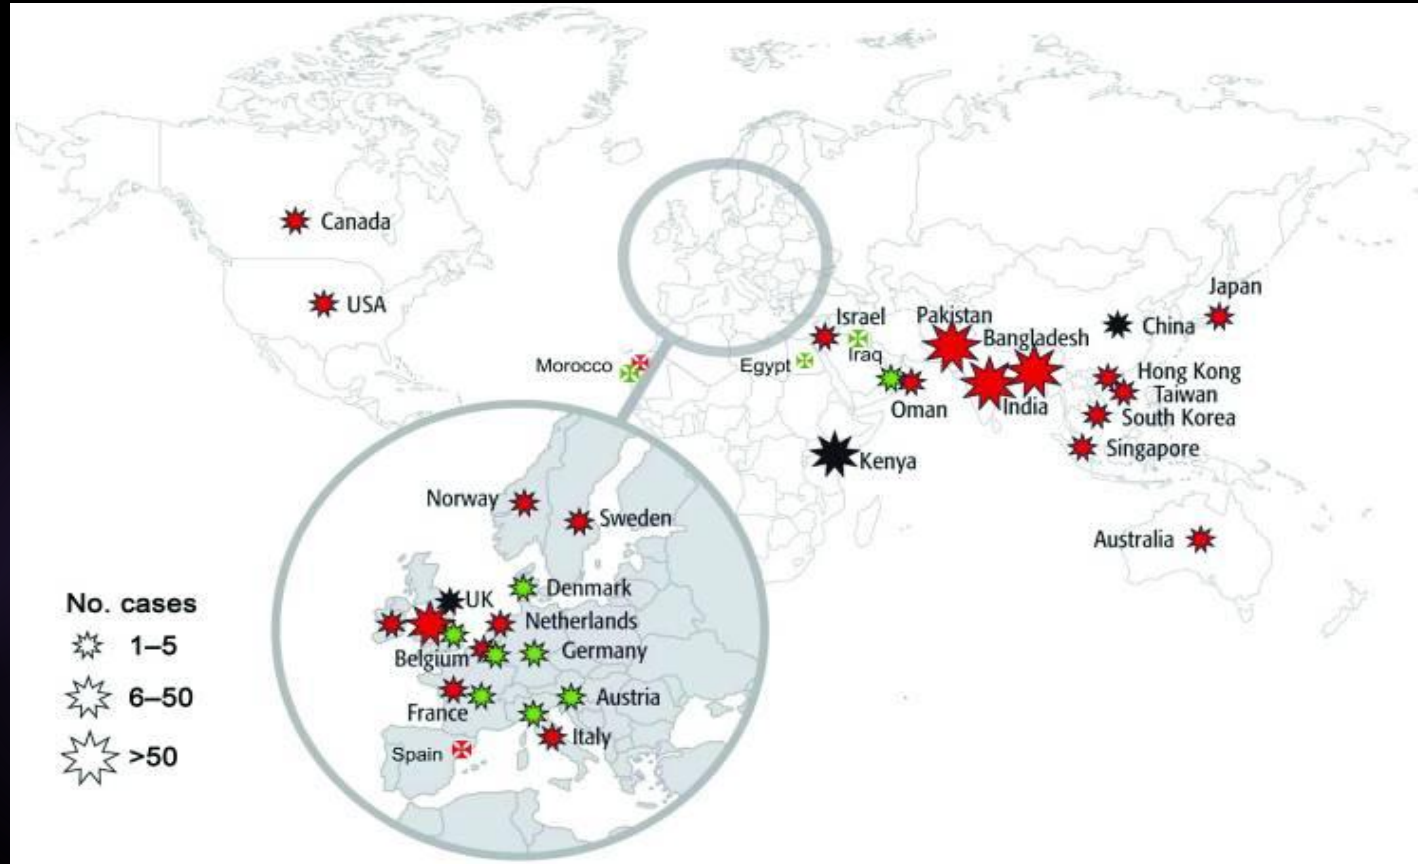 Canada
USA
Japan
Israel
Pakistan
China
Bangladesh
Morocco
Egypt
Iraq
Hong Kong
Taiwan
Oman
India
South Korea
Singapore
Kenya
Norway
Sweden
Australia
Denmark
UK
Netherlands
Belgium
Germany
Austria
France
Italy
Spain
No. cases
1–5
6–50
>50